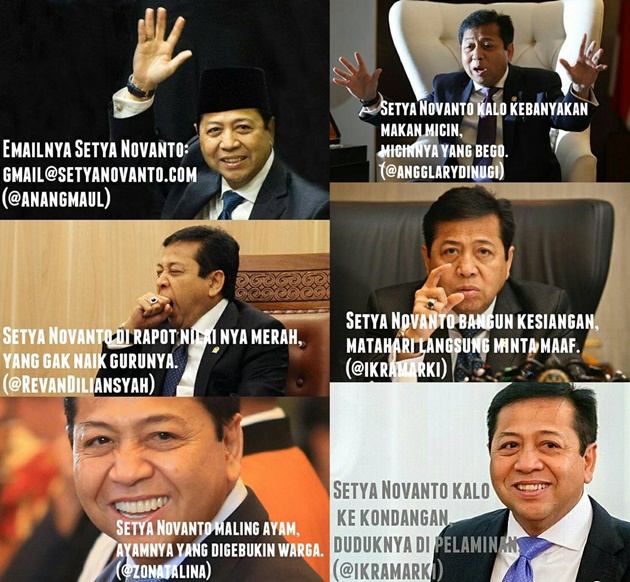 EMAILNYA SETYA NOVANTO:
GMAIL@SETYANOVANTO.COM
(@ANANGMAUL)
SETYA NOVANTO KALO KEBANYAKAN
MAKAN MICIN,
MICINNYA YANG BEGO.
(@ANGGLARYDINUGI)
SETYA NOVANTO DI RAPOT NILAI NYA MERAH,
YANG GAK NAIK GURUNYA.
(@REVANDILIANSYAH)
SETYA NOVANTO BANGUN KESIANGAN,
MATAHARI LANGSUNG MINTA MAAF.
(@IKRAMARKI)
SETYA NOVANTO MALING AYAM,
AYAMNYA YANG DIGEBUKIN WARGA.
(@ZONATALINA)
SETYA NOVANTO KALO
KE KONDANGAN,
DUDUKNYA DI PELAMINAN
(@IKRAMARKI)